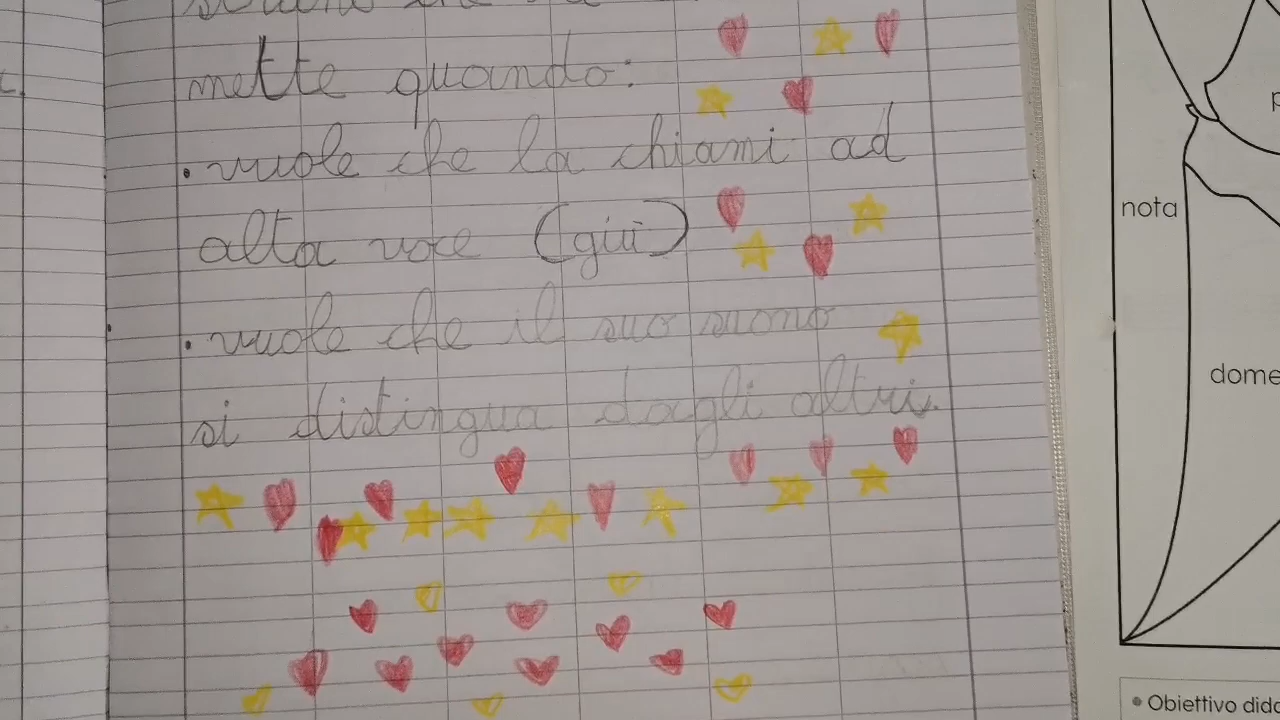 mette quando:
• vuole che la chiami ad
alta voce (giù)
• vuole che il suo suono
si distingua dagli altri.
nota
dome
• Obiettivo didd